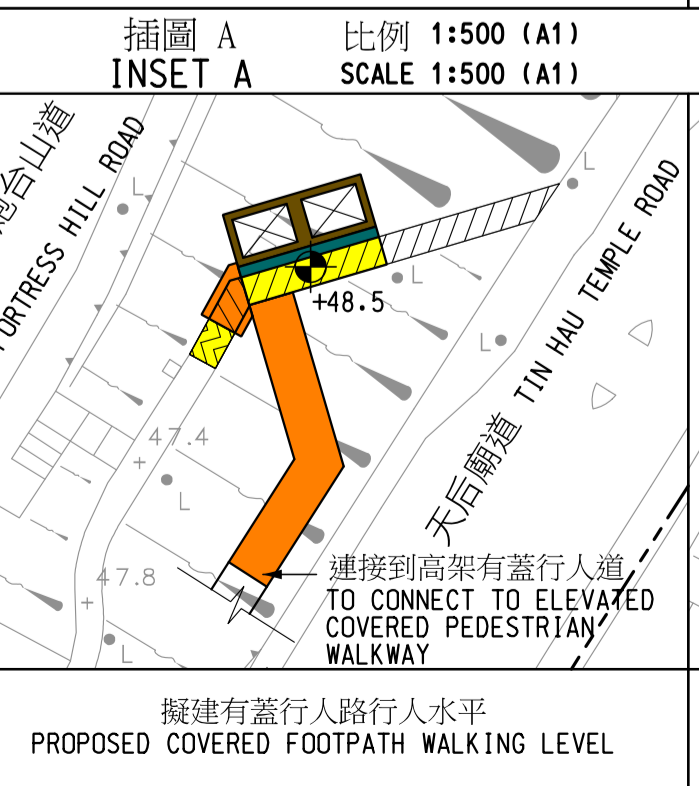 插圖 A
INSET A
比例 1:500 (A1)
SCALE 1:500 (A1)
炮台山道
FORTRESS HILL ROAD
L
L
+48.5
L
天后廟道 TIN HAU TEMPLE ROAD
L
47.4
+
L
47.8
+
L
連接到高架有蓋行人道
TO CONNECT TO ELEVATED
COVERED PEDESTRIAN
WALKWAY
擬建有蓋行人路行人水平
PROPOSED COVERED FOOTPATH WALKING LEVEL